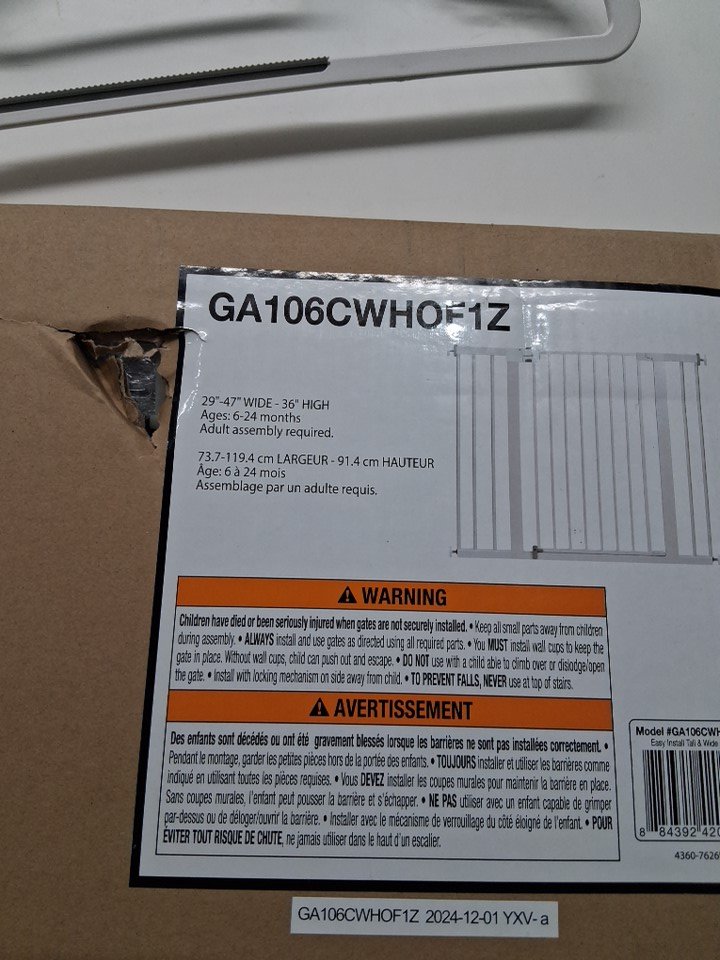 GA106CWHOF1Z
29"-47" WIDE - 36" HIGH
Ages: 6-24 months
Adult assembly required.
73.7-119.4 cm LARGEUR - 91.4 cm HAUTEUR
Âge: 6 à 24 mois
Assemblage par un adulte requis.
WARNING
Children have died or been seriously injured when gates are not securely installed. • Keep all small parts away from children
during assembly. • ALWAYS install and use gates as directed using all required parts. • You MUST install wall cups to keep the
gate in place. Without wall cups, child can push out and escape. • DO NOT use with a child able to climb over or dislodge/open
the gate. • Install with locking mechanism on side away from child. • TO PREVENT FALLS, NEVER use at top of stairs.
AVERTISSEMENT
Des enfants sont décédés ou ont été gravement blessés lorsque les barrières ne sont pas installées correctement. •
Pendant le montage, garder les petites pièces hors de la portée des enfants. • TOUJOURS installer et utiliser les barrières comme
indiqué en utilisant toutes les pièces requises. • Vous DEVEZ installer les coupes murales pour maintenir la barrière en place.
Sans coupes murales, l'enfant peut pousser la barrière et s'échapper. • NE PAS utiliser avec un enfant capable de grimper
par-dessus ou de déloger/ouvrir la barrière. • Installer avec le mécanisme de verrouillage du côté éloigné de l'enfant. • POUR
ÉVITER TOUT RISQUE DE CHUTE, ne jamais utiliser dans le haut d'un escalier.
Model #GA106CWH
Easy Install Tall & Wide
8 84392 420
4360-7626
GA106CWHOF1Z 2024-12-01 YXV- a